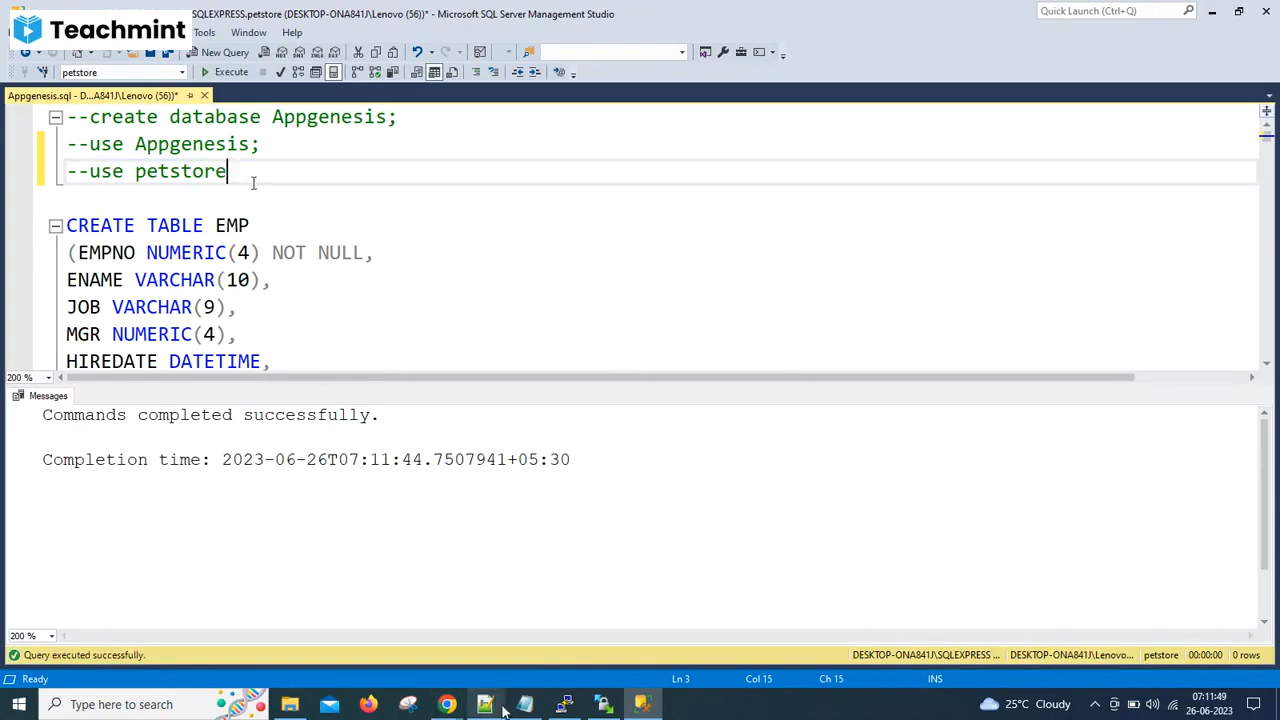 SQLEXPRESS.petstore (DESKTOP-ONA841J\Lenovo (56))* - Microsoft SQL Server Management Studio
Quick Launch (Ctrl+Q)
Teachmint
Tools Window Help
New Query
petstore
Execute
Appgenesis.sql - D...A841J\Lenovo (56))*
--create database Appgenesis;
--use Appgenesis;
--use petstore
CREATE TABLE EMP
(EMPNO NUMERIC(4) NOT NULL,
ENAME VARCHAR(10),
JOB VARCHAR(9),
MGR NUMERIC(4),
HIREDATE DATETIME,
200 %
Messages
Commands completed successfully.
Completion time: 2023-06-26T07:11:44.7507941+05:30
200 %
Query executed successfully.
DESKTOP-ONA841J\SQLEXPRESS ... DESKTOP-ONA841J\Lenovo... petstore 00:00:00 0 rows
Ready
Ln 3 Col 15 Ch 15 INS
Type here to search
25°C Cloudy
07:11:49
26-06-2023